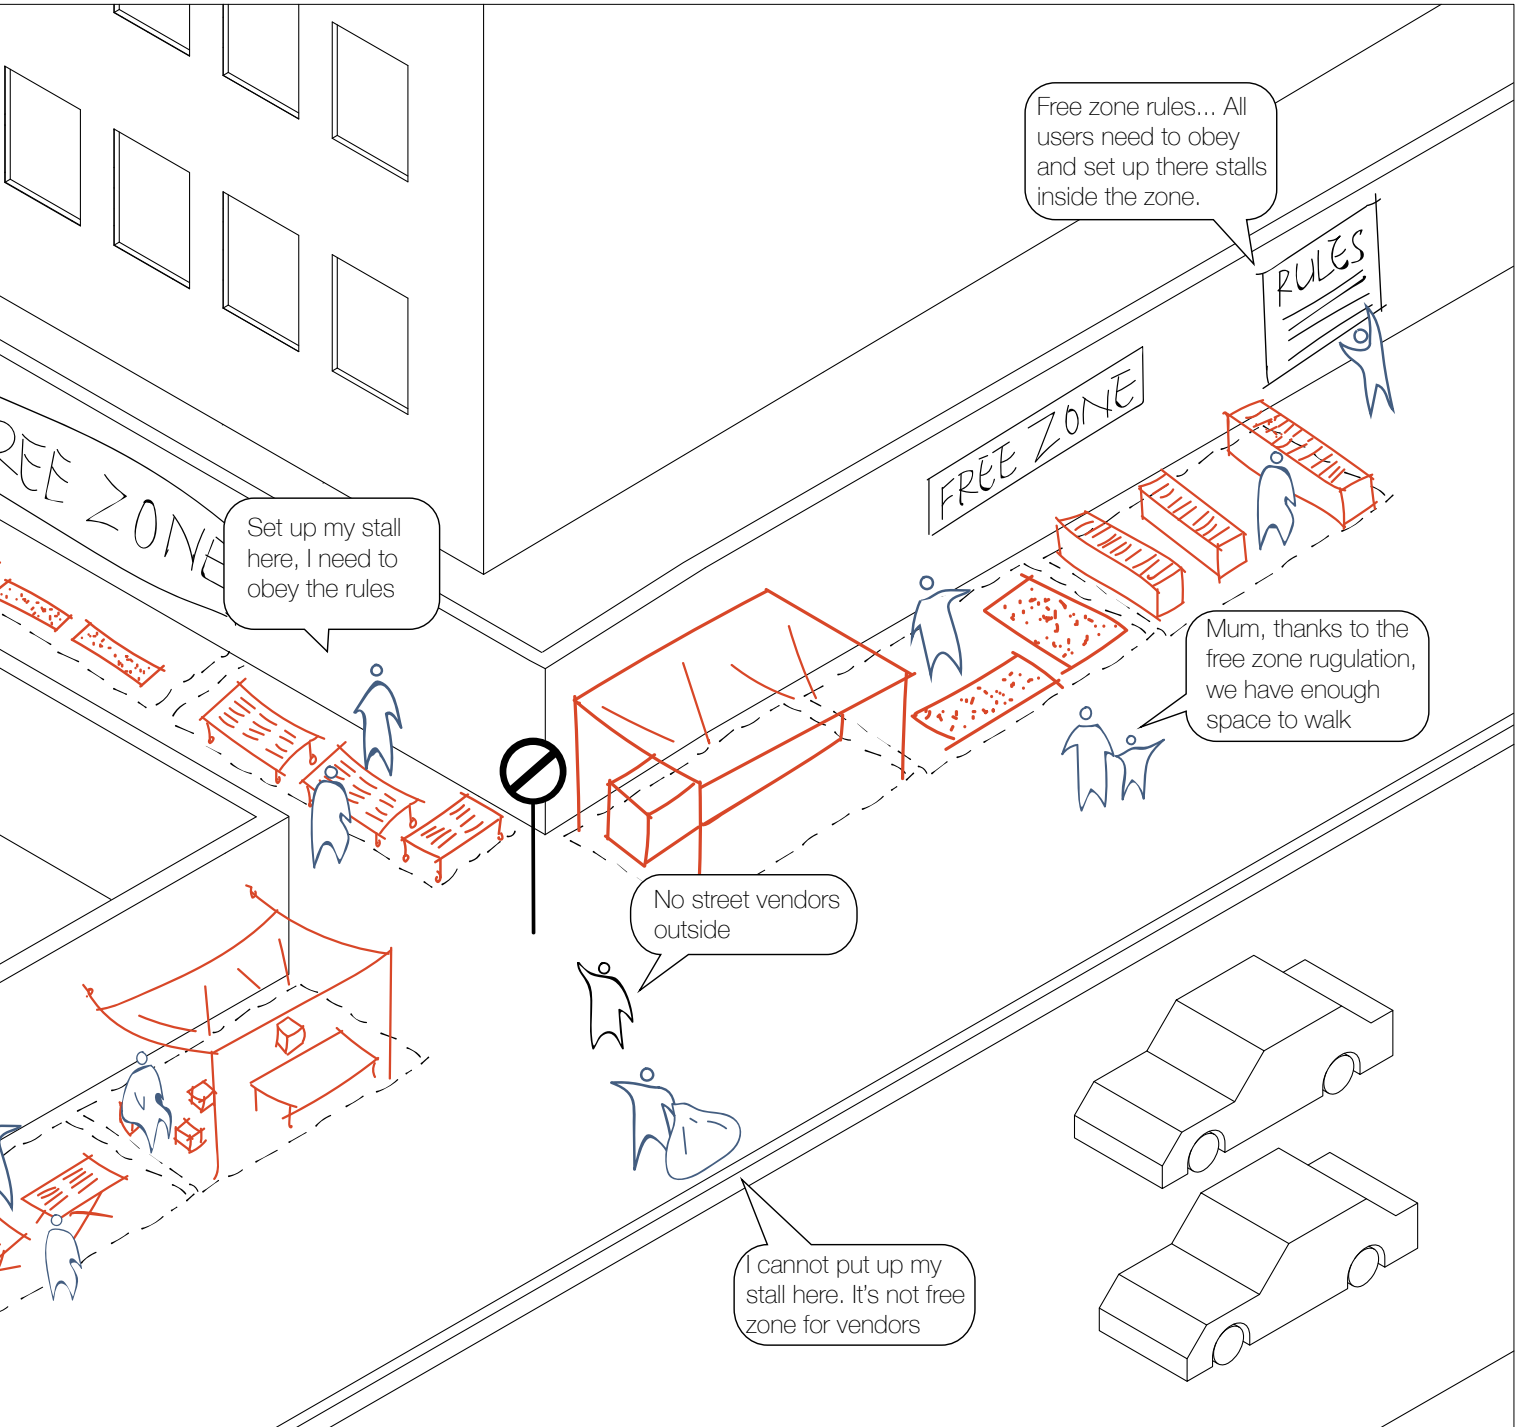 Free zone rules... All
users need to obey
and set up there stalls
inside the zone.
RULES
FREE ZONE
REE ZONE
Set up my stall
here, I need to
obey the rules
Mum, thanks to the
free zone rugulation,
we have enough
space to walk
No street vendors
outside
I cannot put up my
stall here. It's not free
zone for vendors